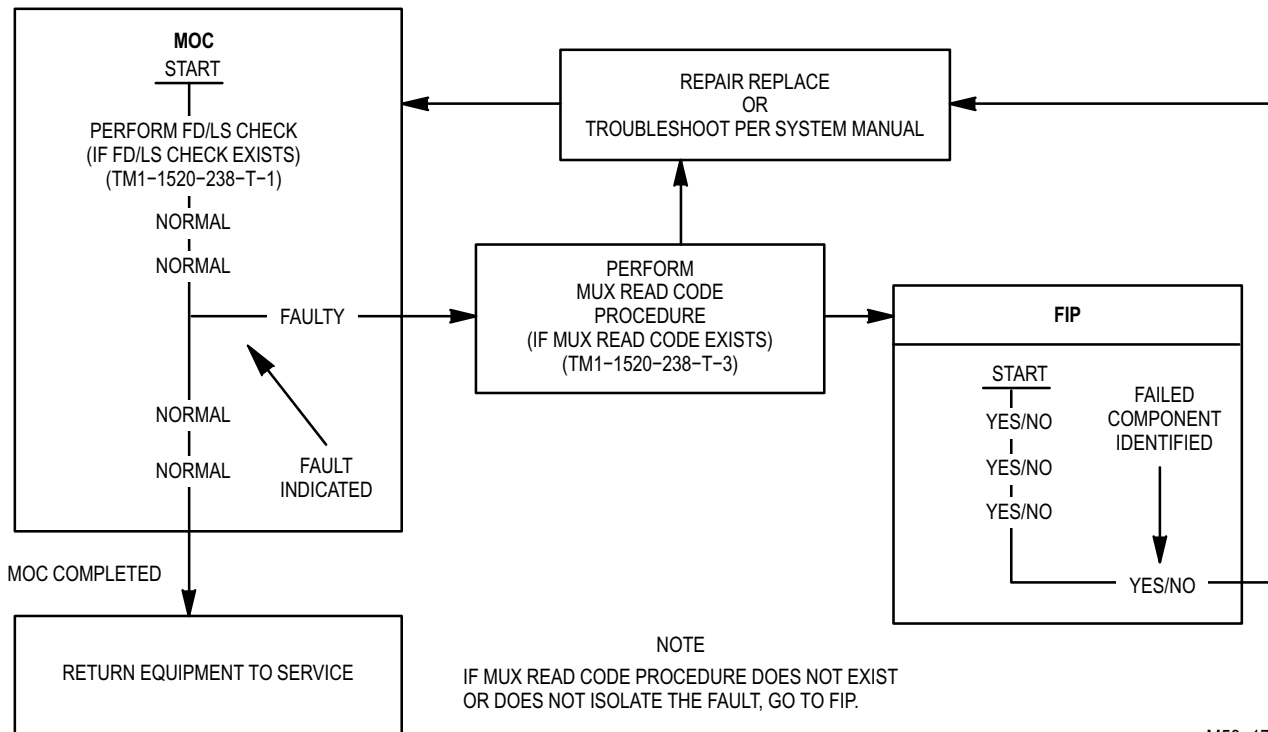 MOC
START
PERFORM FD/LS CHECK
(IF FD/LS CHECK EXISTS)
(TM1−1520−238−T−1)
NORMAL
NORMAL
FAULTY
NORMAL
NORMAL
FAULT
INDICATED
MOC COMPLETED
RETURN EQUIPMENT TO SERVICE
REPAIR REPLACE
OR
TROUBLESHOOT PER SYSTEM MANUAL
PERFORM
MUX READ CODE
PROCEDURE
(IF MUX READ CODE EXISTS)
(TM1−1520−238−T−3)
FIP
START
YES/NO
YES/NO
YES/NO
FAILED
COMPONENT
IDENTIFIED
YES/NO
NOTE
IF MUX READ CODE PROCEDURE DOES NOT EXIST
OR DOES NOT ISOLATE THE FAULT, GO TO FIP.